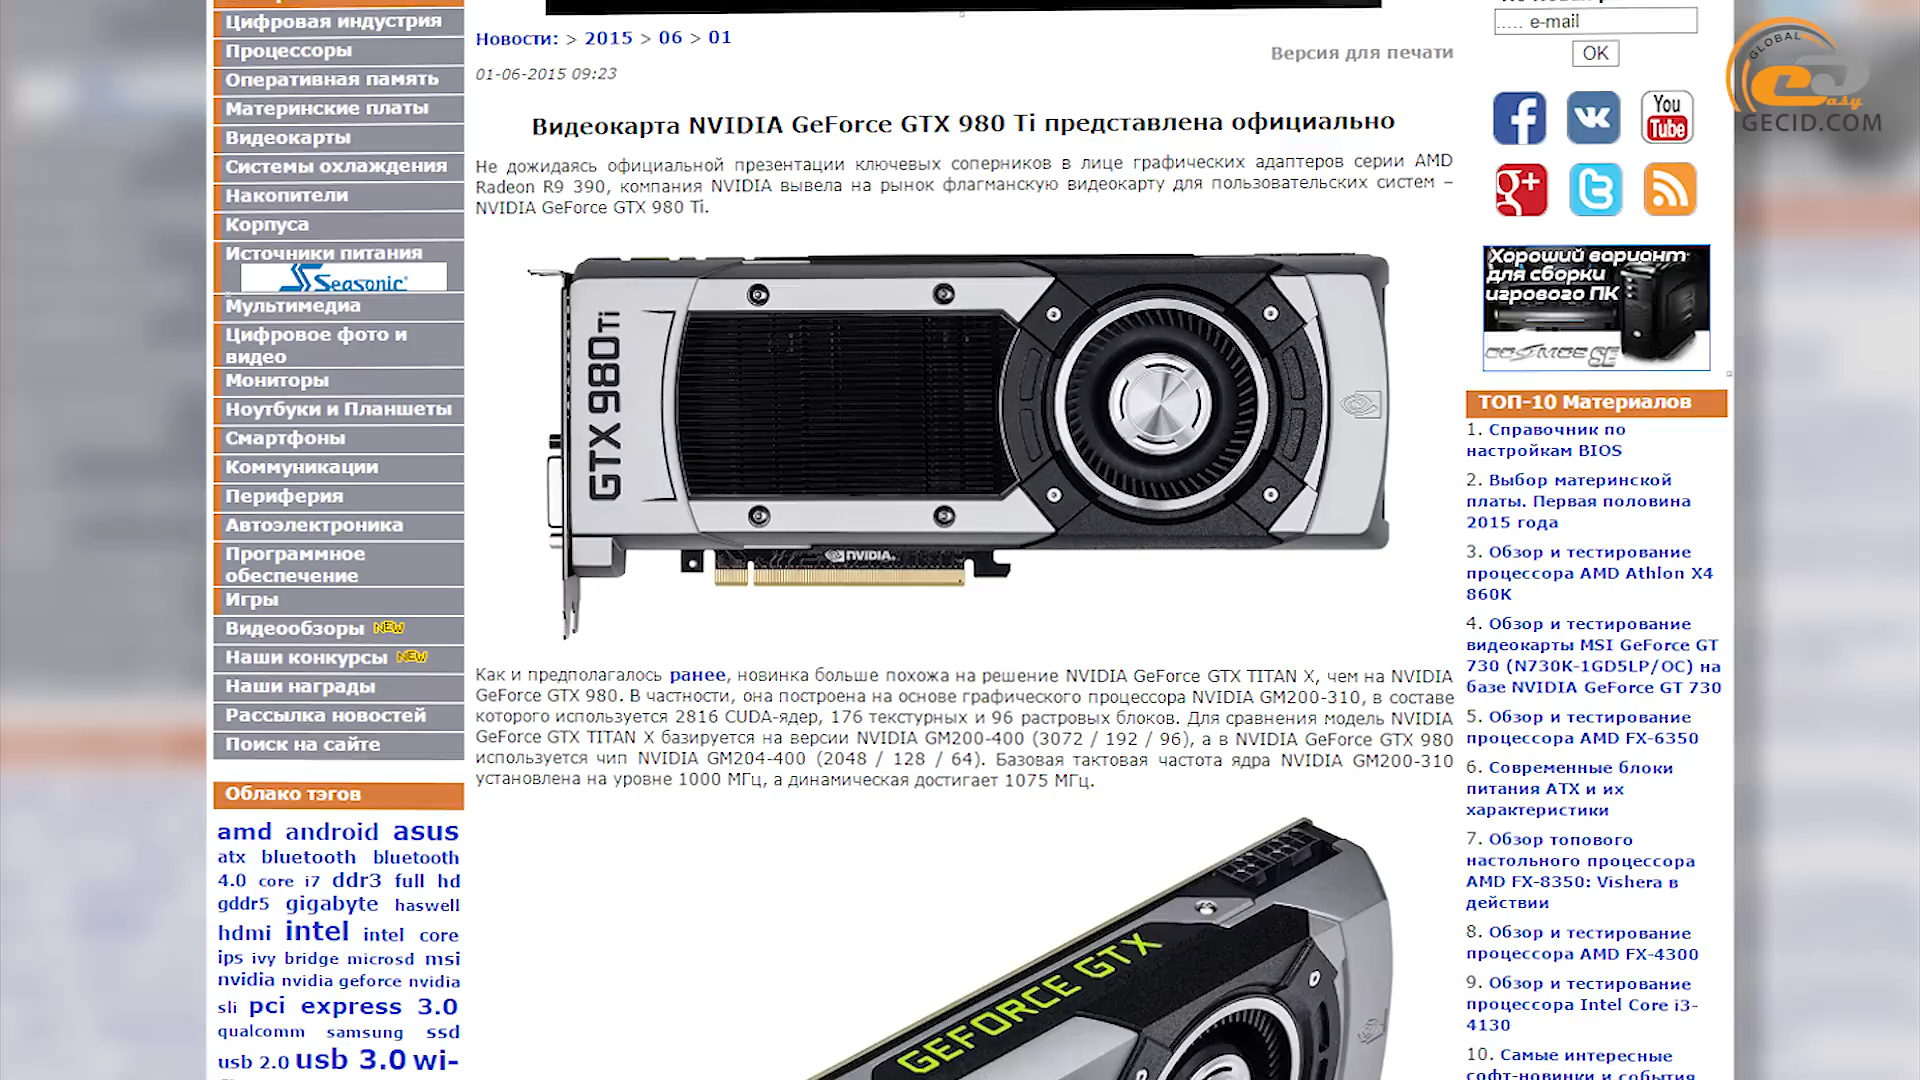 Цифровая индустрия
Процессоры
Оперативная память
Материнские платы
Видеокарты
Системы охлаждения
Накопители
Корпуса
Источники питания
Seasonic
Мультимедиа
Цифровое фото и
видео
Мониторы
Ноутбуки и Планшеты
Смартфоны
Коммуникации
Периферия
Автоэлектроника
Программное
обеспечение
Игры
Видеообзоры NEW
Наши конкурсы NEW
Наши награды
Рассылка новостей
Поиск на сайте
Облако тэгов
amd android asus
atx bluetooth bluetooth
4.0 core i7 ddr3 full hd
gddr5 gigabyte haswell
hdmi intel intel core
ips ivy bridge microsd msi
nvidia nvidia geforce nvidia
sli pci express 3.0
qualcomm samsung ssd
usb 2.0 usb 3.0 wi-
Новости: > 2015 > 06 > 01
Версия для печати
01-06-2015 09:23
Видеокарта NVIDIA GeForce GTX 980 Ti представлена официально
Не дожидаясь официальной презентации ключевых соперников в лице графических адаптеров серии AMD
Radeon R9 390, компания NVIDIA вывела на рынок флагманскую видеокарту для пользовательских систем –
NVIDIA GeForce GTX 980 Ti.
GTX 980Ti
NVIDIA.
Как и предполагалось ранее, новинка больше похожа на решение NVIDIA GeForce GTX TITAN X, чем на NVIDIA
GeForce GTX 980. В частности, она построена на основе графического процессора NVIDIA GM200-310, в составе
которого используется 2816 CUDA-ядер, 176 текстурных и 96 растровых блоков. Для сравнения модель NVIDIA
GeForce GTX TITAN X базируется на версии NVIDIA GM200-400 (3072 / 192 / 96), а в NVIDIA GeForce GTX 980
используется чип NVIDIA GM204-400 (2048 / 128 / 64). Базовая тактовая частота ядра NVIDIA GM200-310
установлена на уровне 1000 МГц, а динамическая достигает 1075 МГц.
GEFORCE GTX
..... e-mail
OK
GLOBAL
easy
GECID.COM
You
Tube
g+
Хороший вариант
для сборки
игрового ПК
COSMOS SE
ТОП-10 Материалов
1. Справочник по
настройкам BIOS
2. Выбор материнской
платы. Первая половина
2015 года
3. Обзор и тестирование
процессора AMD Athlon X4
860K
4. Обзор и тестирование
видеокарты MSI GeForce GT
730 (N730K-1GD5LP/OC) на
базе NVIDIA GeForce GT 730
5. Обзор и тестирование
процессора AMD FX-6350
6. Современные блоки
питания ATX и их
характеристики
7. Обзор топового
настольного процессора
AMD FX-8350: Vishera в
действии
8. Обзор и тестирование
процессора AMD FX-4300
9. Обзор и тестирование
процессора Intel Core i3-
4130
10. Самые интересные
софт-новинки и события